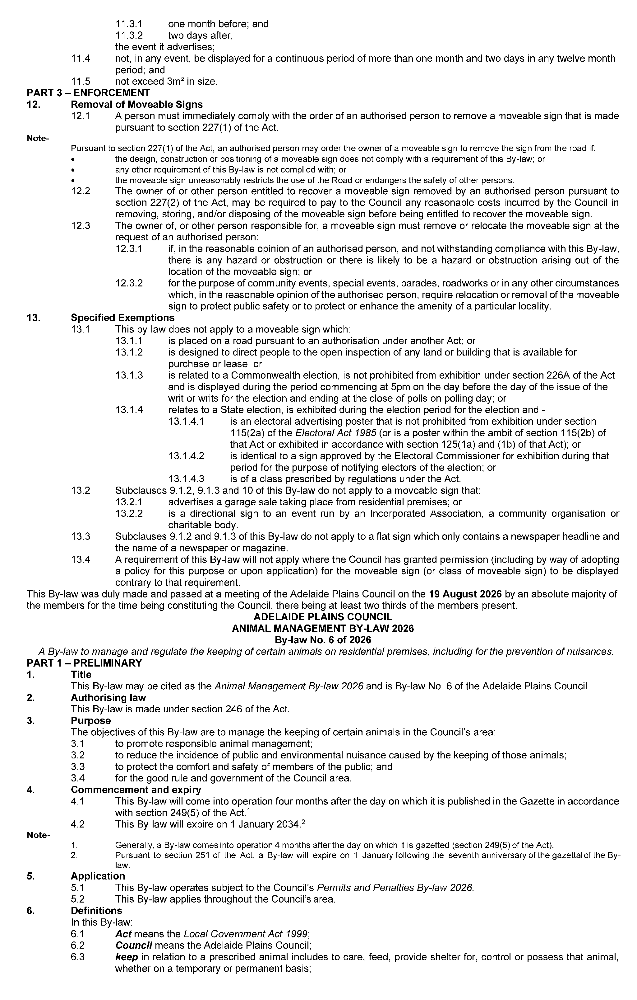 11.3.1 one month before; and
11.3.2 two days after,
the event it advertises;
11.4 not, in any event, be displayed for a continuous period of more than one month and two days in any twelve month
period; and
11.5 not exceed 3m² in size.
PART 3 – ENFORCEMENT
12. Removal of Moveable Signs
12.1 A person must immediately comply with the order of an authorised person to remove a moveable sign that is made
pursuant to section 227(1) of the Act.
Note-
Pursuant to section 227(1) of the Act, an authorised person may order the owner of a moveable sign to remove the sign from the road if:
• the design, construction or positioning of a moveable sign does not comply with a requirement of this By-law; or
• any other requirement of this By-law is not complied with; or
• the moveable sign unreasonably restricts the use of the Road or endangers the safety of other persons.
12.2 The owner of or other person entitled to recover a moveable sign removed by an authorised person pursuant to
section 227(2) of the Act, may be required to pay to the Council any reasonable costs incurred by the Council in
removing, storing, and/or disposing of the moveable sign before being entitled to recover the moveable sign.
12.3 The owner of, or other person responsible for, a moveable sign must remove or relocate the moveable sign at the
request of an authorised person:
12.3.1 if, in the reasonable opinion of an authorised person, and notwithstanding compliance with this By-law,
there is any hazard or obstruction or there is likely to be a hazard or obstruction arising out of the
location of the moveable sign; or
12.3.2 for the purpose of community events, special events, parades, roadworks or in any other circumstances
which, in the reasonable opinion of the authorised person, require relocation or removal of the moveable
sign to protect public safety or to protect or enhance the amenity of a particular locality.
13. Specified Exemptions
13.1 This by-law does not apply to a moveable sign which:
13.1.1 is placed on a road pursuant to an authorisation under another Act; or
13.1.2 is designed to direct people to the open inspection of any land or building that is available for
purchase or lease; or
13.1.3 is related to a Commonwealth election, is not prohibited from exhibition under section 226A of the Act
and is displayed during the period commencing at 5pm on the day before the day of the issue of the
writ or writs for the election and ending at the close of polls on polling day; or
13.1.4 relates to a State election, is exhibited during the election period for the election and -
13.1.4.1 is an electoral advertising poster that is not prohibited from exhibition under section
115(2a) of the Electoral Act 1985 (or is a poster within the ambit of section 115(2b) of
that Act or exhibited in accordance with section 125(1a) and (1b) of that Act); or
13.1.4.2 is identical to a sign approved by the Electoral Commissioner for exhibition during that
period for the purpose of notifying electors of the election; or
13.1.4.3 is of a class prescribed by regulations under the Act.
13.2 Subclauses 9.1.2, 9.1.3 and 10 of this By-law do not apply to a moveable sign that:
13.2.1 advertises a garage sale taking place from residential premises; or
13.2.2 is a directional sign to an event run by an Incorporated Association, a community organisation or
charitable body.
13.3 Subclauses 9.1.2 and 9.1.3 of this By-law do not apply to a flat sign which only contains a newspaper headline and
the name of a newspaper or magazine.
13.4 A requirement of this By-law will not apply where the Council has granted permission (including by way of adopting
a policy for this purpose or upon application) for the moveable sign (or class of moveable sign) to be displayed
contrary to that requirement.
This By-law was duly made and passed at a meeting of the Adelaide Plains Council on the 19 August 2026 by an absolute majority of
the members for the time being constituting the Council, there being at least two thirds of the members present.
ADELAIDE PLAINS COUNCIL
ANIMAL MANAGEMENT BY-LAW 2026
By-law No. 6 of 2026
A By-law to manage and regulate the keeping of certain animals on residential premises, including for the prevention of nuisances.
PART 1 – PRELIMINARY
1. Title
This By-law may be cited as the Animal Management By-law 2026 and is By-law No. 6 of the Adelaide Plains Council.
2. Authorising law
This By-law is made under section 246 of the Act.
3. Purpose
The objectives of this By-law are to manage the keeping of certain animals in the Council's area:
3.1 to promote responsible animal management;
3.2 to reduce the incidence of public and environmental nuisance caused by the keeping of those animals;
3.3 to protect the comfort and safety of members of the public; and
3.4 for the good rule and government of the Council area.
4. Commencement and expiry
4.1 This By-law will come into operation four months after the day on which it is published in the Gazette in accordance
with section 249(5) of the Act.¹
4.2 This By-law will expire on 1 January 2034.²
Note-
1. Generally, a By-law comes into operation 4 months after the day on which it is gazetted (section 249(5) of the Act).
2. Pursuant to section 251 of the Act, a By-law will expire on 1 January following the seventh anniversary of the gazettal of the By-
law.
5. Application
5.1 This By-law operates subject to the Council's Permits and Penalties By-law 2026.
5.2 This By-law applies throughout the Council's area.
6. Definitions
In this By-law:
6.1 Act means the Local Government Act 1999;
6.2 Council means the Adelaide Plains Council;
6.3 keep in relation to a prescribed animal includes to care, feed, provide shelter for, control or possess that animal,
whether on a temporary or permanent basis;